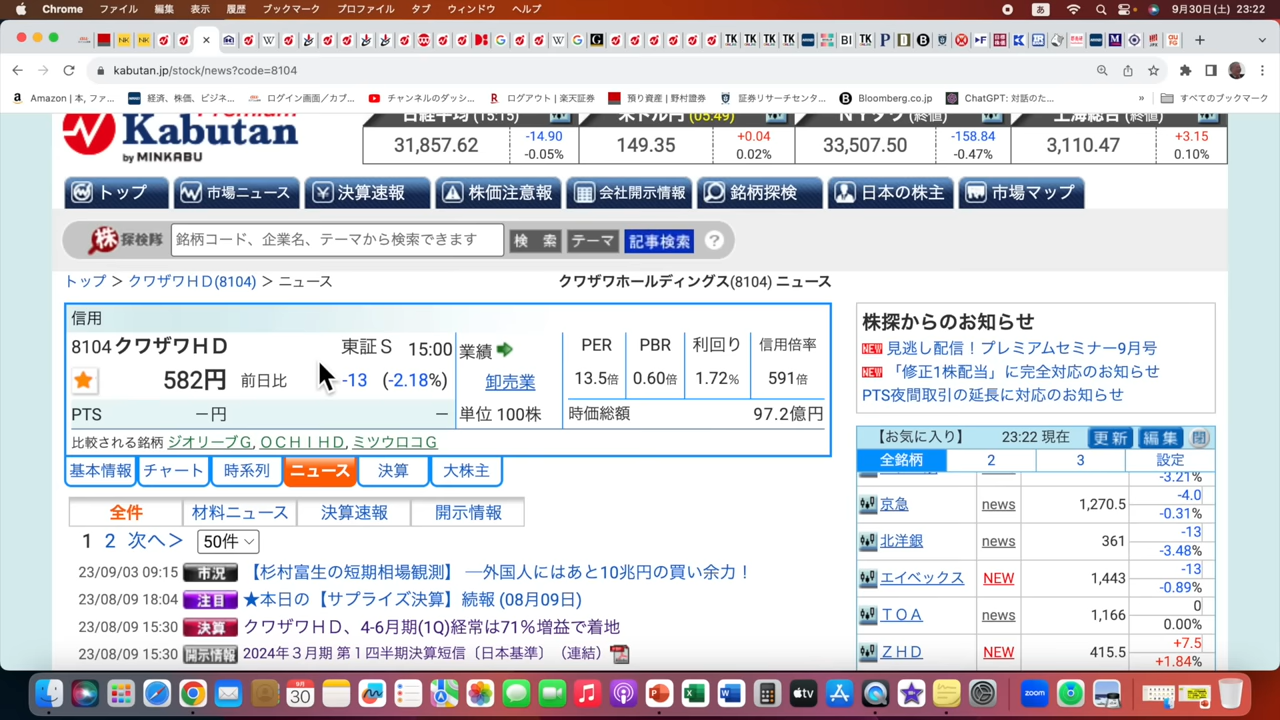 Chrome ファイル 編集 表示 履歴 ブックマーク プロファイル タブ ウィンドウ ヘルプ あ 9月30日(土) 23:22
kabutan.jp/stock/news?code=8104
Amazon | 本, ファ... 経済、株価、ビジネ... ログイン画面／カブ... チャンネルのダッシ... ログアウト | 楽天証券 預り資産 | 野村證券 証券リサーチセンタ... Bloomberg.co.jp ChatGPT: 対話のた... » すべてのブックマーク
Premium
Kabutan
by MINKABU
日経平均 (15:15) 米ドル円 (05:49) NYダウ (終値) 上海総合 (終値)
31,857.62 -14.90 -0.05% 149.35 +0.04 0.02% 33,507.50 -158.84 -0.47% 3,110.47 +3.15 0.10%
トップ 市場ニュース 決算速報 株価注意報 会社開示情報 銘柄探検 日本の株主 市場マップ
株探検隊 銘柄コード、企業名、テーマから検索できます 検 索 テーマ 記事検索 ?
トップ > クワザワＨＤ(8104) > ニュース クワザワホールディングス(8104) ニュース
信用
8104 クワザワＨＤ 東証Ｓ 15:00 業績 PER PBR 利回り 信用倍率
582円 前日比 -13 (-2.18%) 卸売業 13.5倍 0.60倍 1.72% 591倍
PTS －円 － 単位 100株 時価総額 97.2億円
比較される銘柄 ジオリーブＧ, ＯＣＨＩＨＤ, ミツウロコＧ
基本情報 チャート 時系列 ニュース 決算 大株主
全件 材料ニュース 決算速報 開示情報
1 2 次へ＞ 50件
23/09/03 09:15 市況 【杉村富生の短期相場観測】 ─外国人にはあと10兆円の買い余力！
23/08/09 18:04 注目 ★本日の【サプライズ決算】続報 (08月09日)
23/08/09 15:30 決算 クワザワＨＤ、4-6月期(1Q)経常は71％増益で着地
23/08/09 15:30 開示情報 2024年３月期 第１四半期決算短信〔日本基準〕（連結）
株探からのお知らせ
NEW 見逃し配信！プレミアムセミナー9月号
NEW 「修正1株配当」に完全対応のお知らせ
PTS夜間取引の延長に対応のお知らせ
【お気に入り】 23:22 現在 更新 編集 閉
全銘柄 2 3 設定
-3.21%
京急 news 1,270.5 -4.0 -0.31%
北洋銀 news 361 -13 -3.48%
エイベックス NEW 1,443 -13 -0.89%
ＴＯＡ news 1,166 0 0.00%
ＺＨＤ NEW 415.5 +7.5 +1.84%
9月 30 zoom